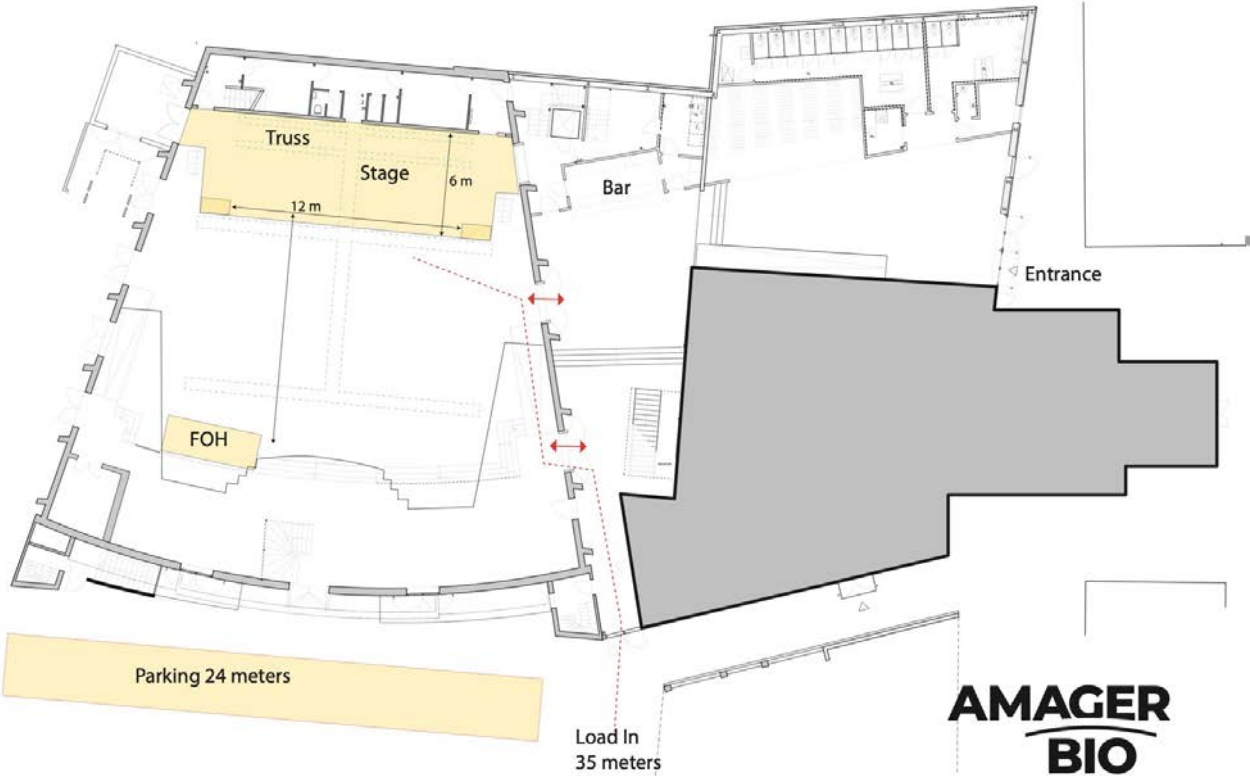 Truss
Stage
6 m
12 m
Bar
Entrance
FOH
Parking 24 meters
Load In
35 meters
AMAGER
BIO